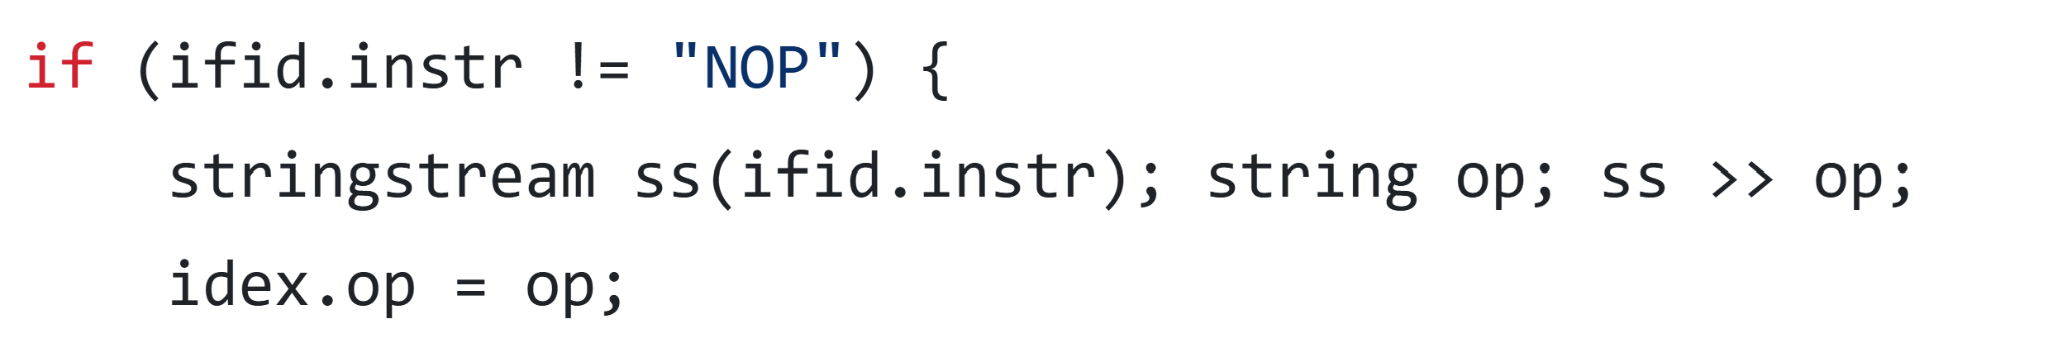 if (ifid.instr != "NOP") {
    stringstream ss(ifid.instr); string op; ss >> op;
    idex.op = op;